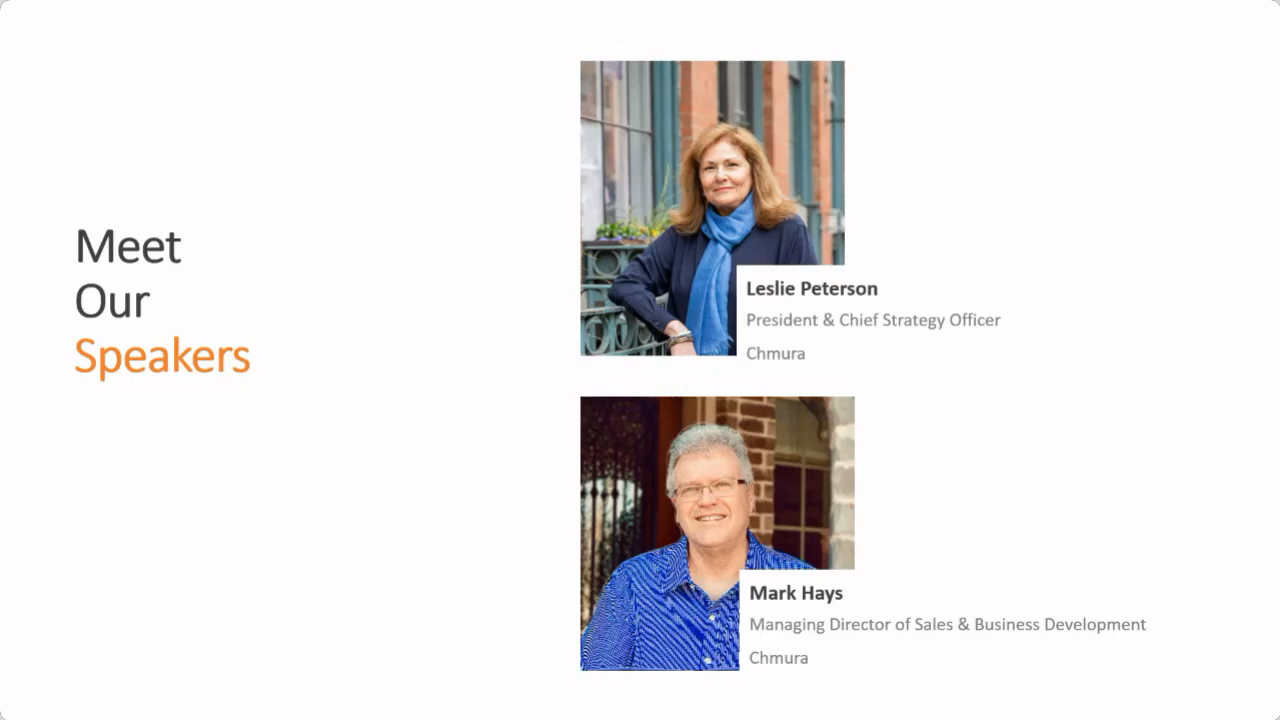 Meet
Our
Speakers
Leslie Peterson
President & Chief Strategy Officer
Chmura
Mark Hays
Managing Director of Sales & Business Development
Chmura